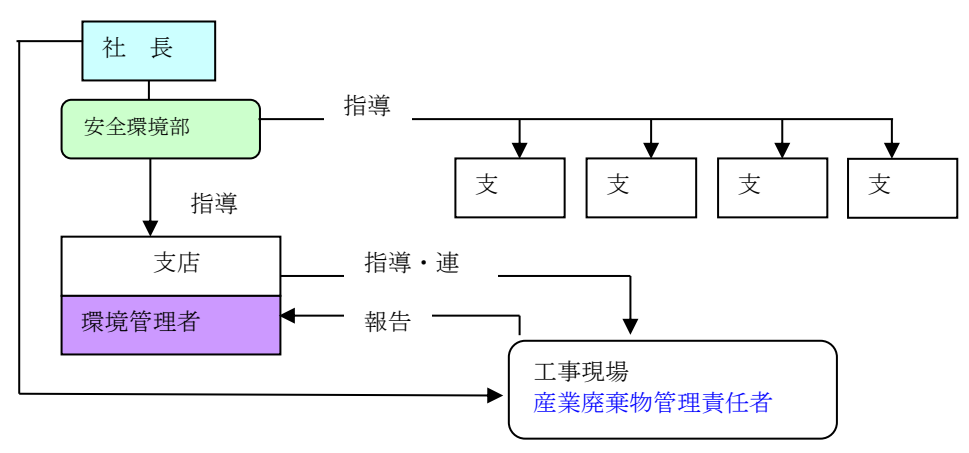 社　長
安全環境部
指導
支
支
支
支
指導
支店
環境管理者
指導・連
報告
工事現場
産業廃棄物管理責任者